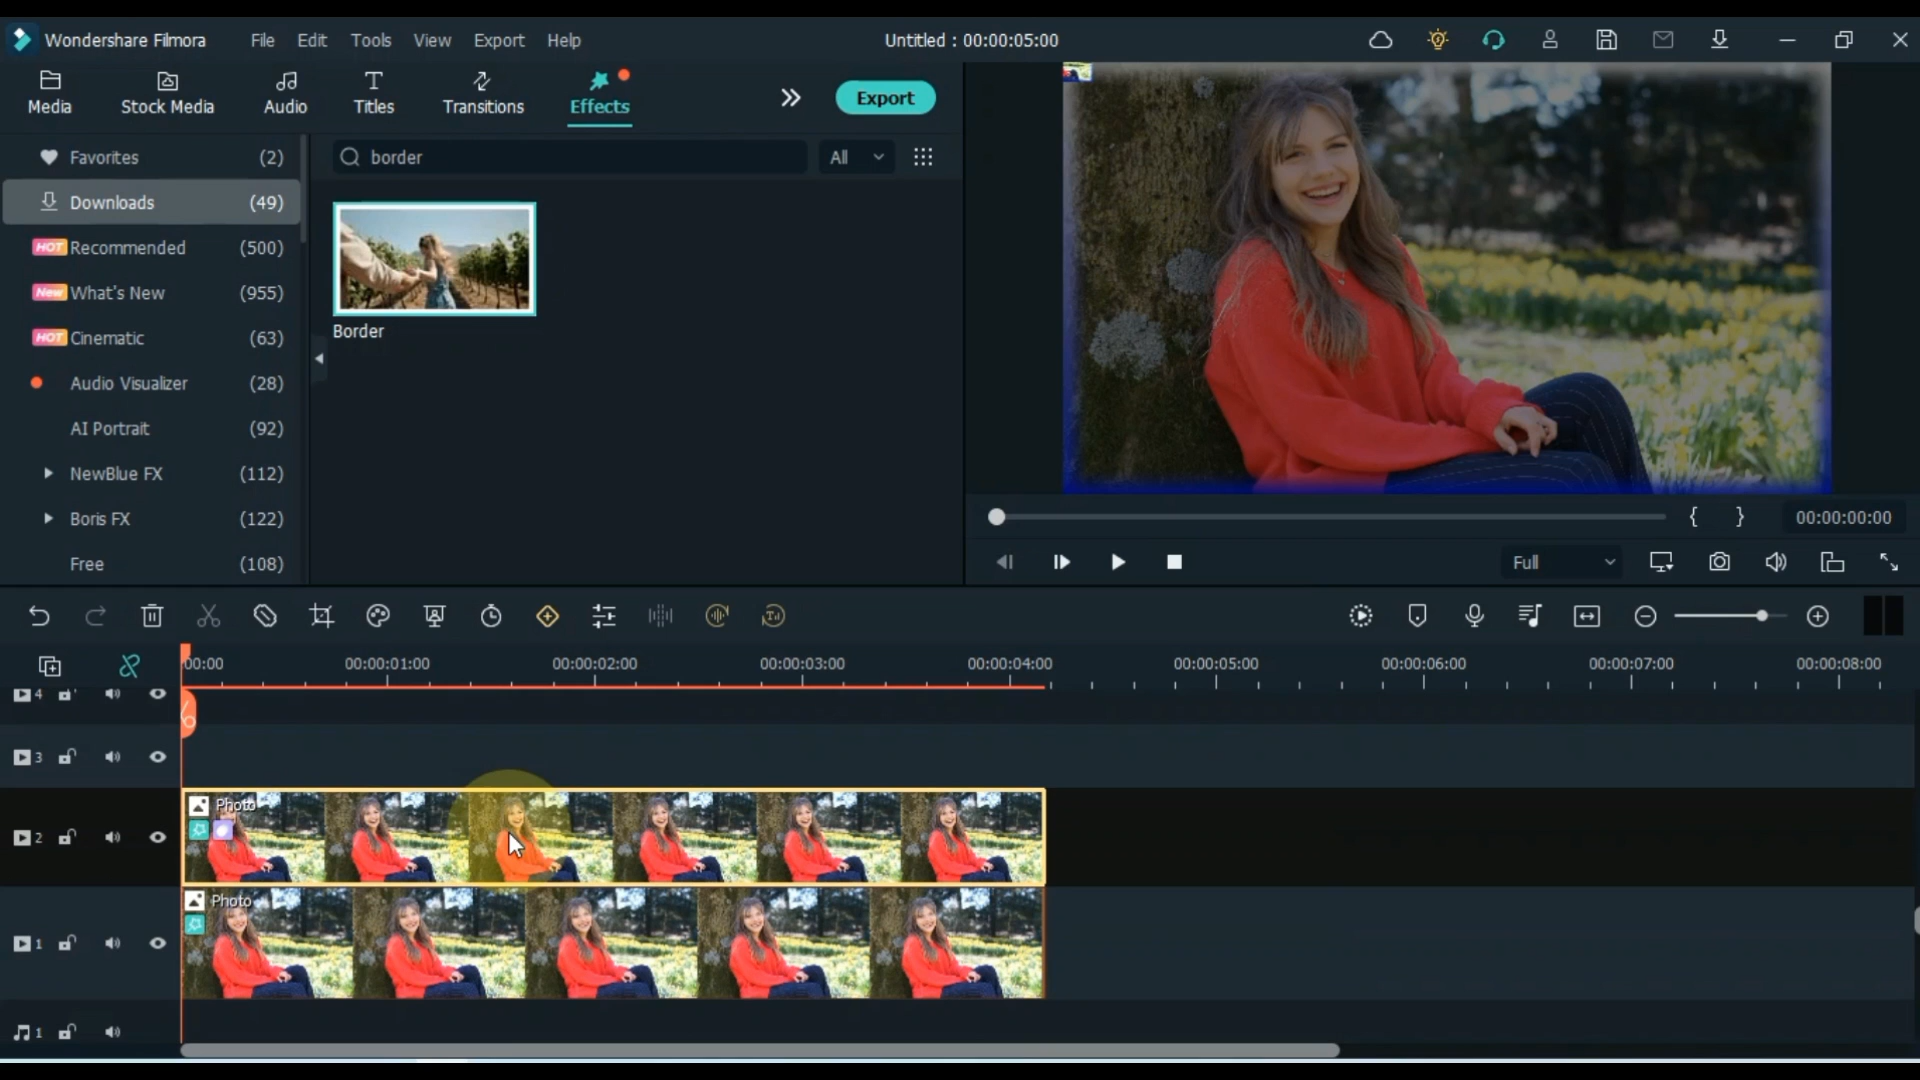 Wondershare Filmora File Edit Tools View Export Help Untitled : 00:00:05:00
Media Stock Media Audio Titles Transitions Effects Export
Favorites (2)
Downloads (49)
HOT Recommended (500)
New What's New (955)
HOT Cinematic (63)
Audio Visualizer (28)
AI Portrait (92)
NewBlue FX (112)
Boris FX (122)
Free (108)
border All
Border
{ } 00:00:00:00
Full
00:00 00:00:01:00 00:00:02:00 00:00:03:00 00:00:04:00 00:00:05:00 00:00:06:00 00:00:07:00 00:00:08:00
4
3
2 Photo
1 Photo
1